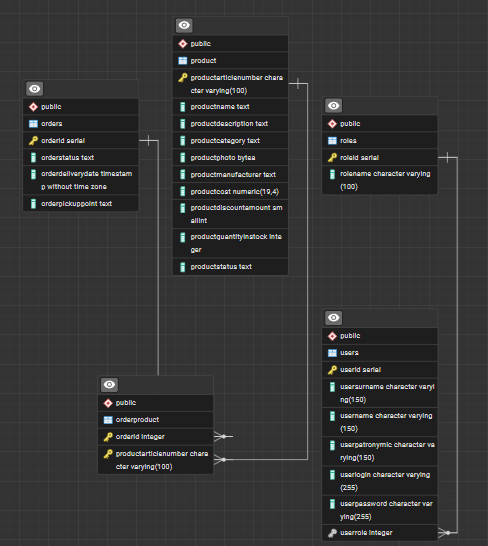 public
product
productarticlenumber chara
cter varying(100)
productname text
productdescription text
productcategory text
productphoto bytea
productmanufacturer text
productcost numeric(19,4)
productdiscountamount sm
allint
productquantityinstock inte
ger
productstatus text
public
orders
orderid serial
orderstatus text
orderdeliverydate timestam
p without time zone
orderpickuppoint text
public
roles
roleid serial
rolename character varying
(100)
public
orderproduct
orderid integer
productarticlenumber chara
cter varying(100)
public
users
userid serial
usersurname character varyi
ng(150)
username character varying
(150)
userpatronymic character va
rying(150)
userlogin character varying
(255)
userpassword character var
ying(255)
userrole integer